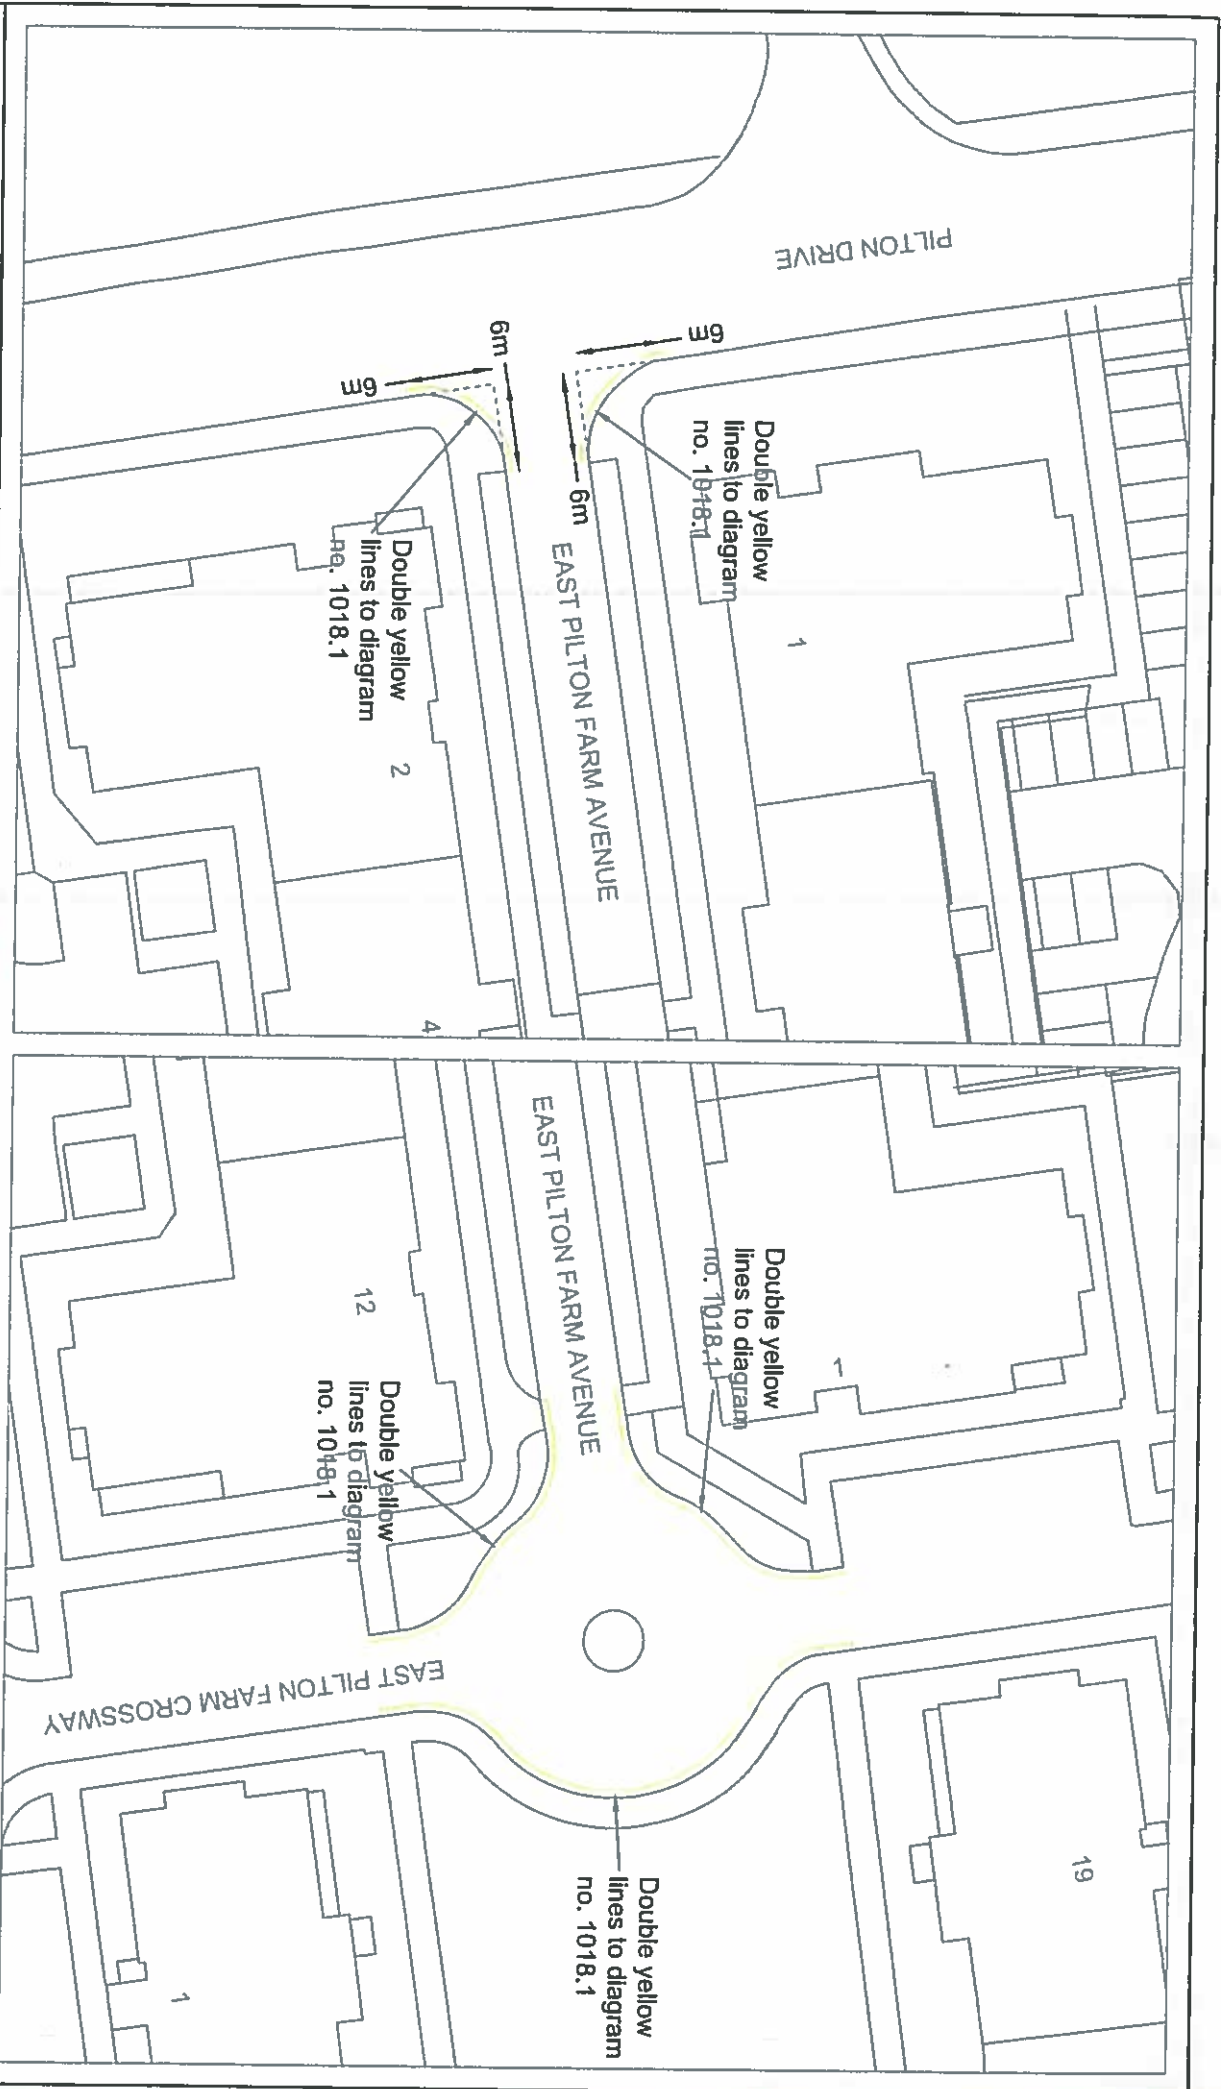 PILTON DRIVE
6m
6m
6m
6m
Double yellow
lines to diagram
no. 1018.1
Double yellow
lines to diagram
no. 1018.1
EAST PILTON FARM AVENUE
1
2
4
EAST PILTON FARM AVENUE
12
1
Double yellow
lines to diagram
no. 1018.1
Double yellow
lines to diagram
no. 1018.1
EAST PILTON FARM CROSSWAY
Double yellow
lines to diagram
no. 1018.1
19
1